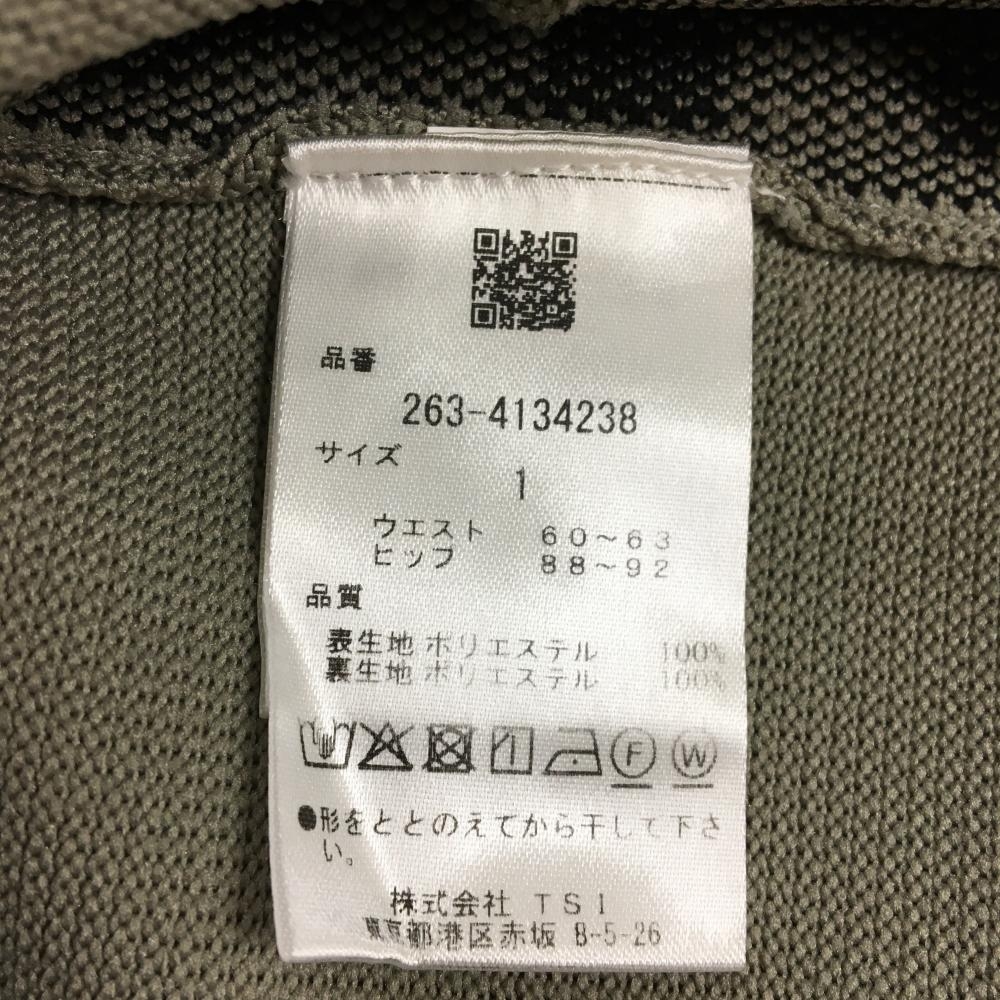 品番
263-4134238
サイズ
1
ウエスト 60~63
ヒップ 88~92
品質
表生地 ポリエステル 100%
裏生地 ポリエステル 100%
F W
●形をととのえてから干して下さ
い。
株式会社 TSI
東京都港区赤坂 8-5-26